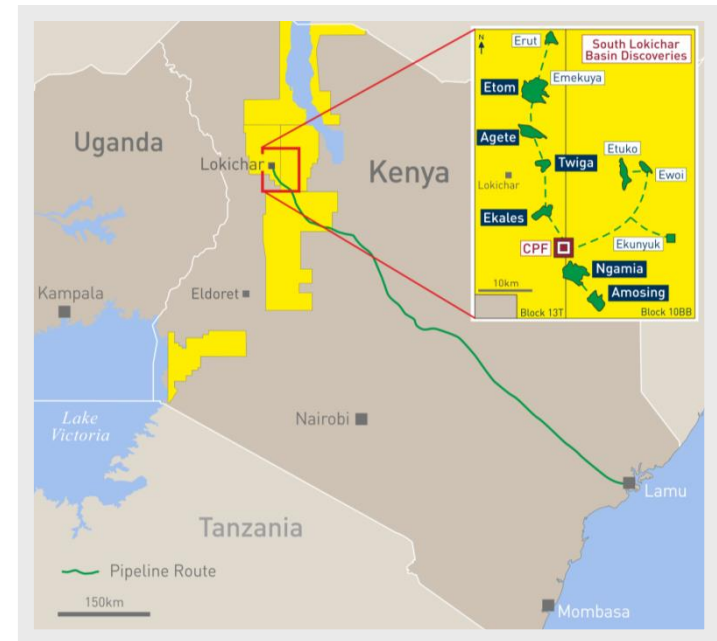 Uganda
Lokichar
Kenya
Kampala
Eldoret
Lake
Victoria
Nairobi
Tanzania
Lamu
Mombasa
Pipeline Route
150km
N
South Lokichar
Basin Discoveries
Erut
Etom
Emekuya
Agete
Twiga
Etuko
Ewoi
Lokichar
Ekales
CPF
Ekunyuk
Ngamia
10km
Amosing
Block 13T
Block 10BB